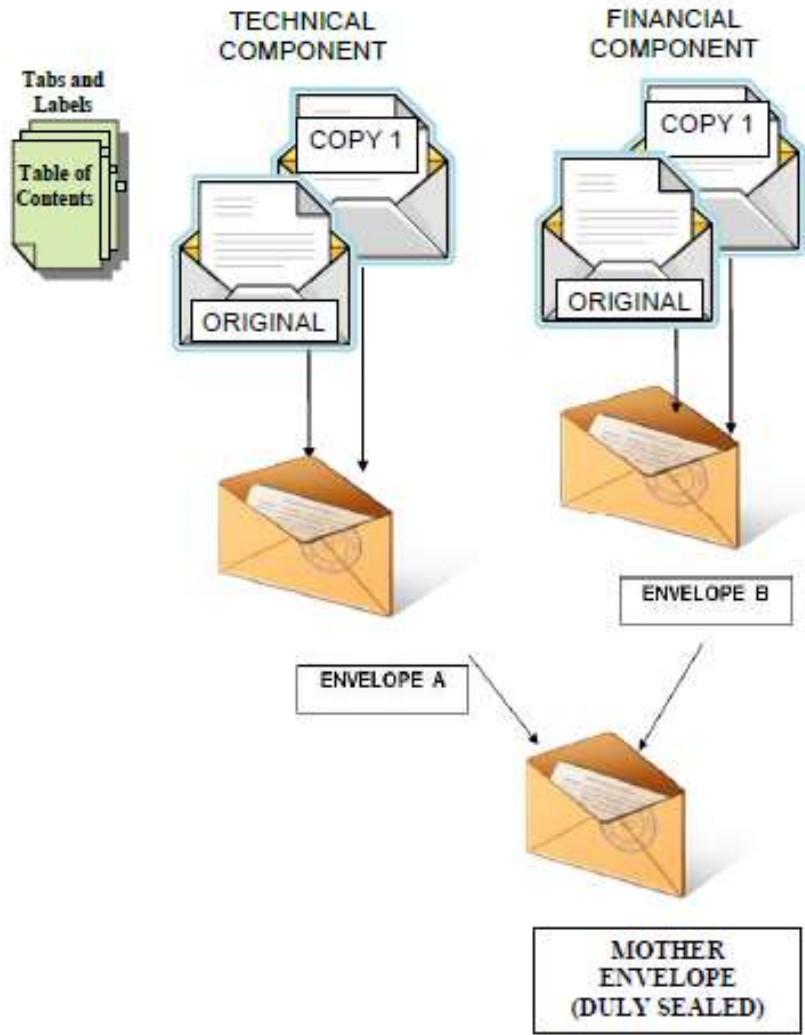 TECHNICAL
COMPONENT
FINANCIAL
COMPONENT
Tabs and
Labels
Table of
Contents
COPY 1
ORIGINAL
COPY 1
ORIGINAL
ENVELOPE B
ENVELOPE A
MOTHER
ENVELOPE
(DULY SEALED)